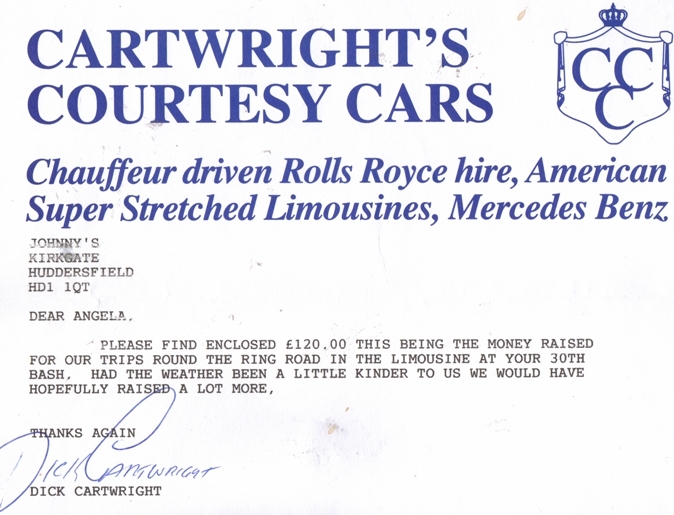 CARTWRIGHT'S
COURTESY CARS
CCC
Chauffeur driven Rolls Royce hire, American
Super Stretched Limousines, Mercedes Benz
JOHNNY'S
KIRKGATE
HUDDERSFIELD
HD1 1QT
DEAR ANGELA.
PLEASE FIND ENCLOSED £120.00 THIS BEING THE MONEY RAISED
FOR OUR TRIPS ROUND THE RING ROAD IN THE LIMOUSINE AT YOUR 30TH
BASH, HAD THE WEATHER BEEN A LITTLE KINDER TO US WE WOULD HAVE
HOPEFULLY RAISED A LOT MORE,
THANKS AGAIN
DICK CARTWRIGHT
DICK CARTWRIGHT